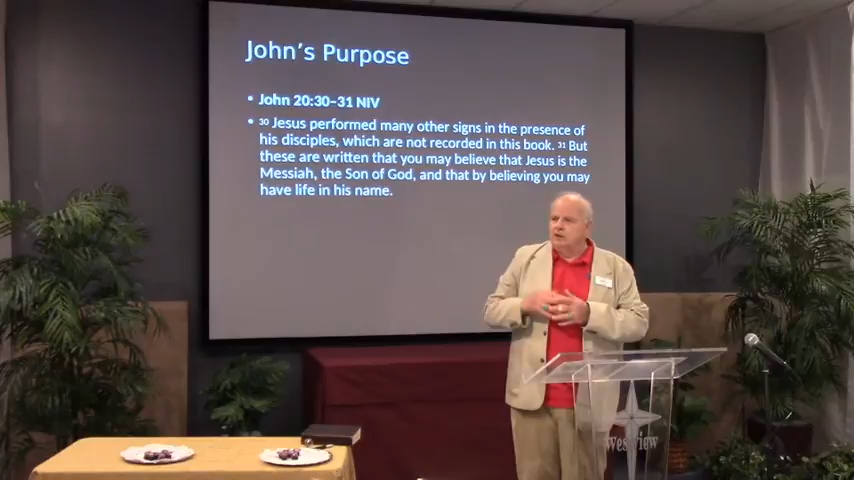 John's Purpose
• John 20:30–31 NIV
• 30 Jesus performed many other signs in the presence of
his disciples, which are not recorded in this book. 31 But
these are written that you may believe that Jesus is the
Messiah, the Son of God, and that by believing you may
have life in his name.
Westview